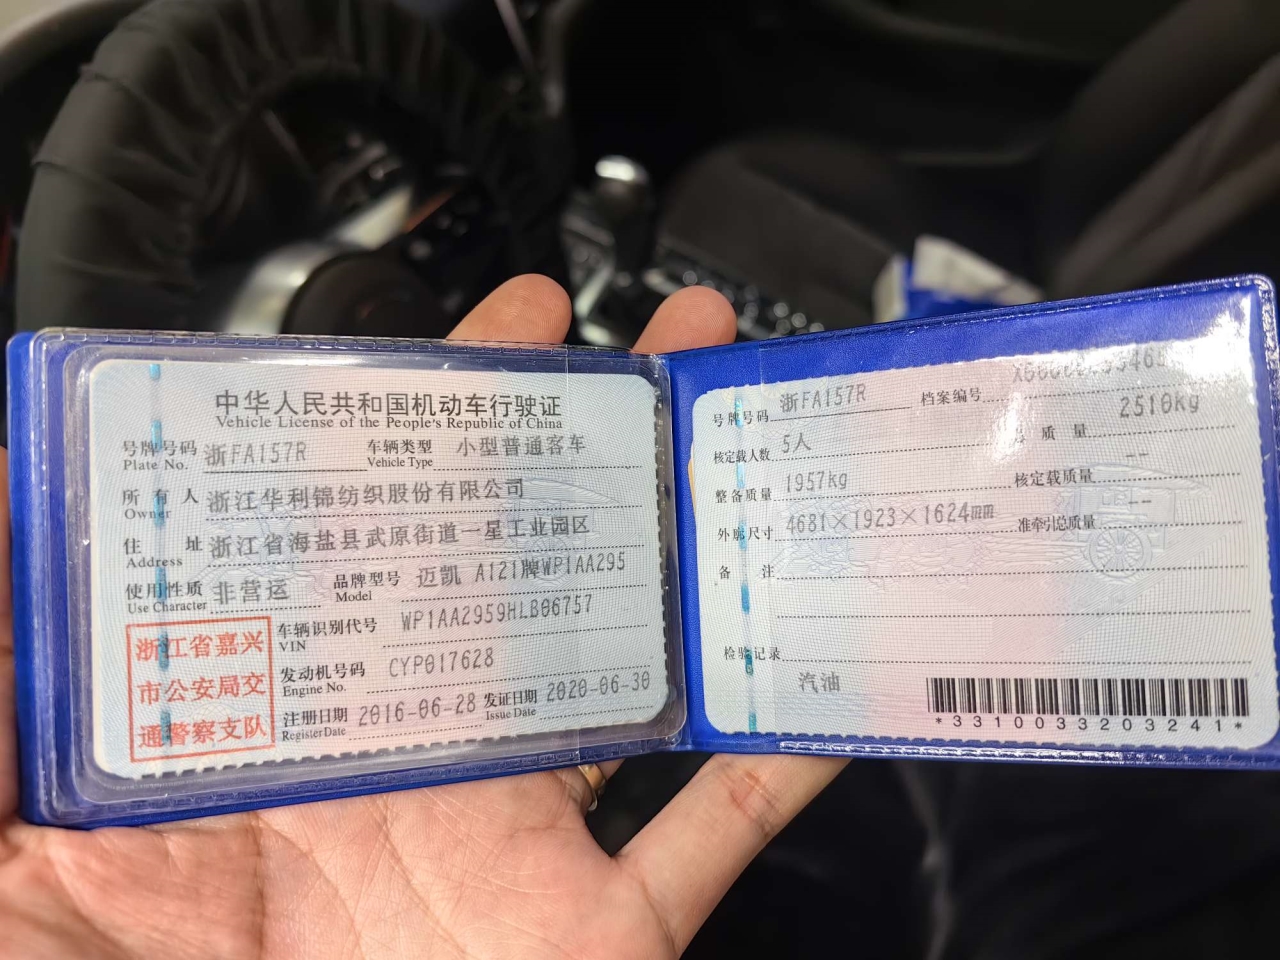 中华人民共和国机动车行驶证
Vehicle License of the People's Republic of China
号牌号码 浙FA157R 车辆类型 小型普通客车
Plate No. Vehicle Type
所有人 浙江华利锦纺织股份有限公司
Owner
住址 浙江省海盐县武原街道一星工业园区
Address
使用性质 非营运 品牌型号 迈凯 A121牌WP1AA295
Use Character Model
浙江省嘉兴
市公安局交
通警察支队
车辆识别代号 WP1AA2959HLB06757
VIN
发动机号码 CYP017628
Engine No.
注册日期 2016-06-28 发证日期 2020-06-30
Register Date Issue Date
号牌号码 浙FA157R 档案编号
核定载人数 5人 质量 2510kg
整备质量 1957kg 核定载质量 --
外廓尺寸 4681×1923×1624mm 准牵引总质量 --
备注
检验记录
汽油
*3310033203241*